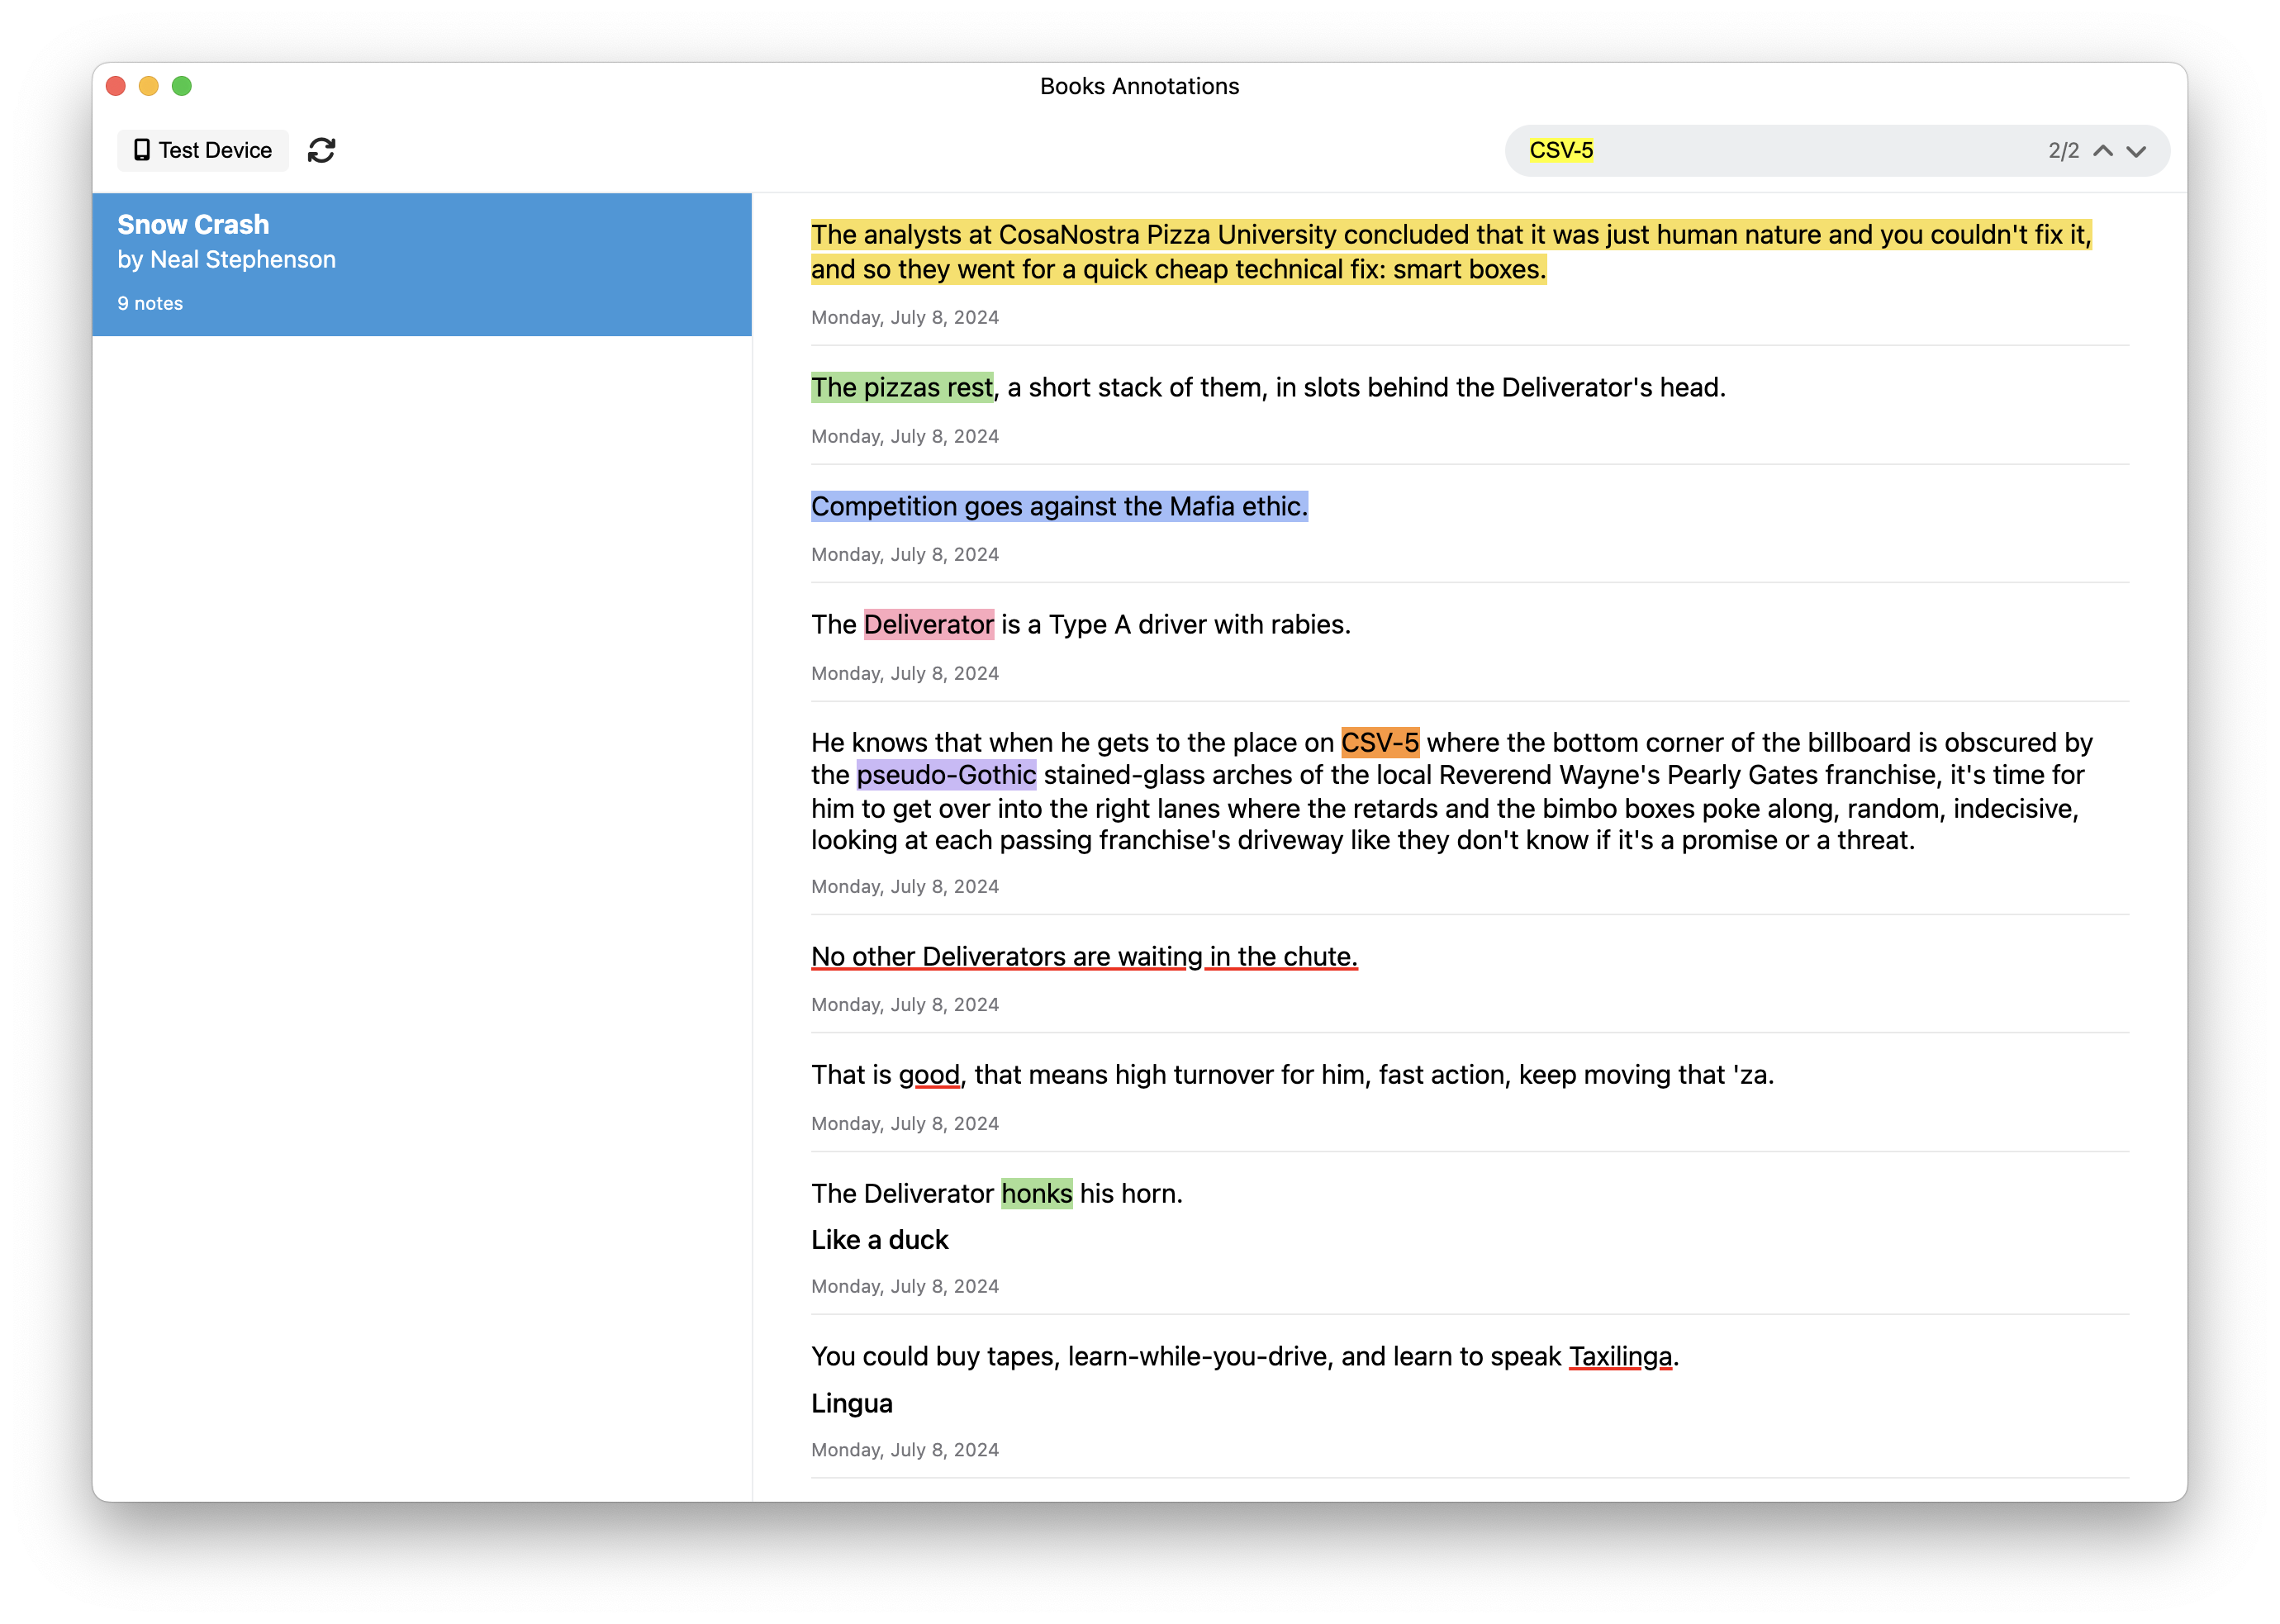 Books Annotations
Test Device
CSV-5
2/2
Snow Crash
by Neal Stephenson
9 notes
The analysts at CosaNostra Pizza University concluded that it was just human nature and you couldn't fix it,
and so they went for a quick cheap technical fix: smart boxes.
Monday, July 8, 2024
The pizzas rest, a short stack of them, in slots behind the Deliverator's head.
Monday, July 8, 2024
Competition goes against the Mafia ethic.
Monday, July 8, 2024
The Deliverator is a Type A driver with rabies.
Monday, July 8, 2024
He knows that when he gets to the place on CSV-5 where the bottom corner of the billboard is obscured by
the pseudo-Gothic stained-glass arches of the local Reverend Wayne's Pearly Gates franchise, it's time for
him to get over into the right lanes where the retards and the bimbo boxes poke along, random, indecisive,
looking at each passing franchise's driveway like they don't know if it's a promise or a threat.
Monday, July 8, 2024
No other Deliverators are waiting in the chute.
Monday, July 8, 2024
That is good, that means high turnover for him, fast action, keep moving that 'za.
Monday, July 8, 2024
The Deliverator honks his horn.
Like a duck
Monday, July 8, 2024
You could buy tapes, learn-while-you-drive, and learn to speak Taxilinga.
Lingua
Monday, July 8, 2024